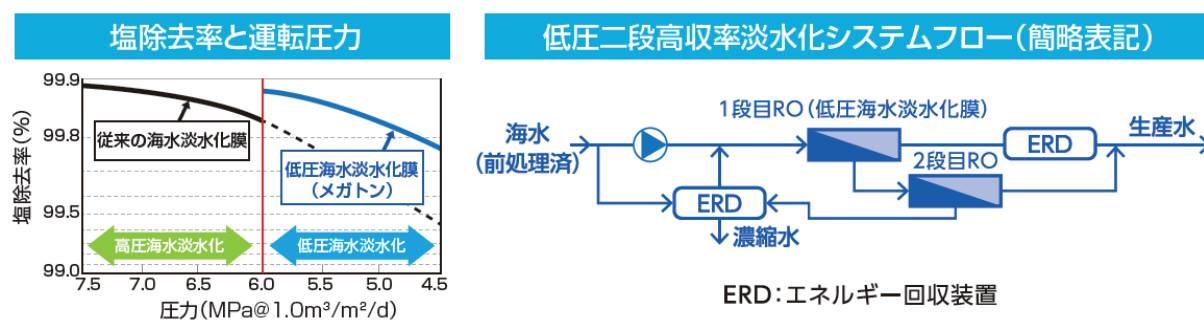 塩除去率と運転圧力
塩除去率(%)
99.9
99.8
99.5
99.0
従来の海水淡水化膜
低圧海水淡水化膜
(メガトン)
高圧海水淡水化
低圧海水淡水化
7.5
7.0
6.5
6.0
5.5
5.0
4.5
圧力(MPa@1.0m³/m²/d)
低圧二段高収率淡水化システムフロー(簡略表記)
海水
(前処理済)
1段目RO(低圧海水淡水化膜)
ERD
生産水
2段目RO
ERD
濃縮水
ERD:エネルギー回収装置